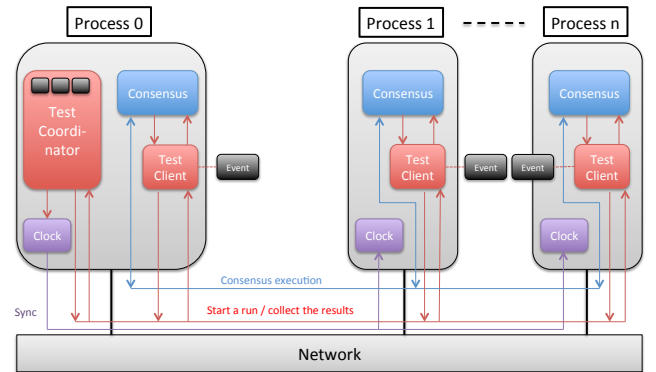 Process 0
Process 1
Process n
Test
Coordi-
nator
Consensus
Consensus
Consensus
Test
Client
Event
Test
Client
Event
Event
Test
Client
Clock
Clock
Clock
Consensus execution
Sync
Start a run / collect the results
Network